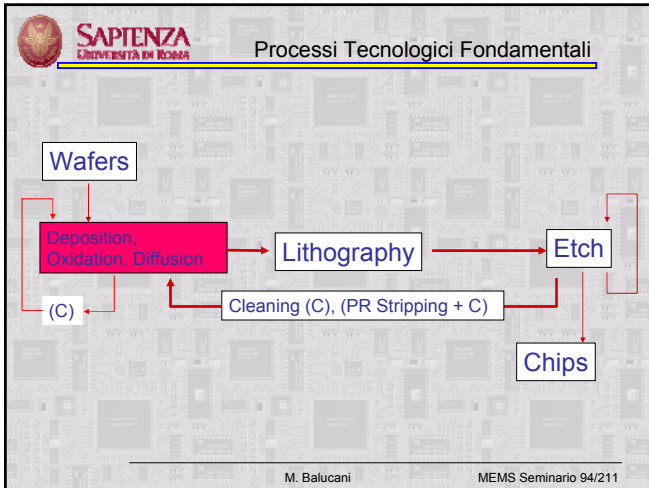 SAPIENZA
UNIVERSITÀ DI ROMA
Processi Tecnologici Fondamentali
Wafers
Deposition,
Oxidation, Diffusion
Lithography
Etch
(C)
Cleaning (C), (PR Stripping + C)
Chips
M. Balucani
MEMS Seminario 94/211